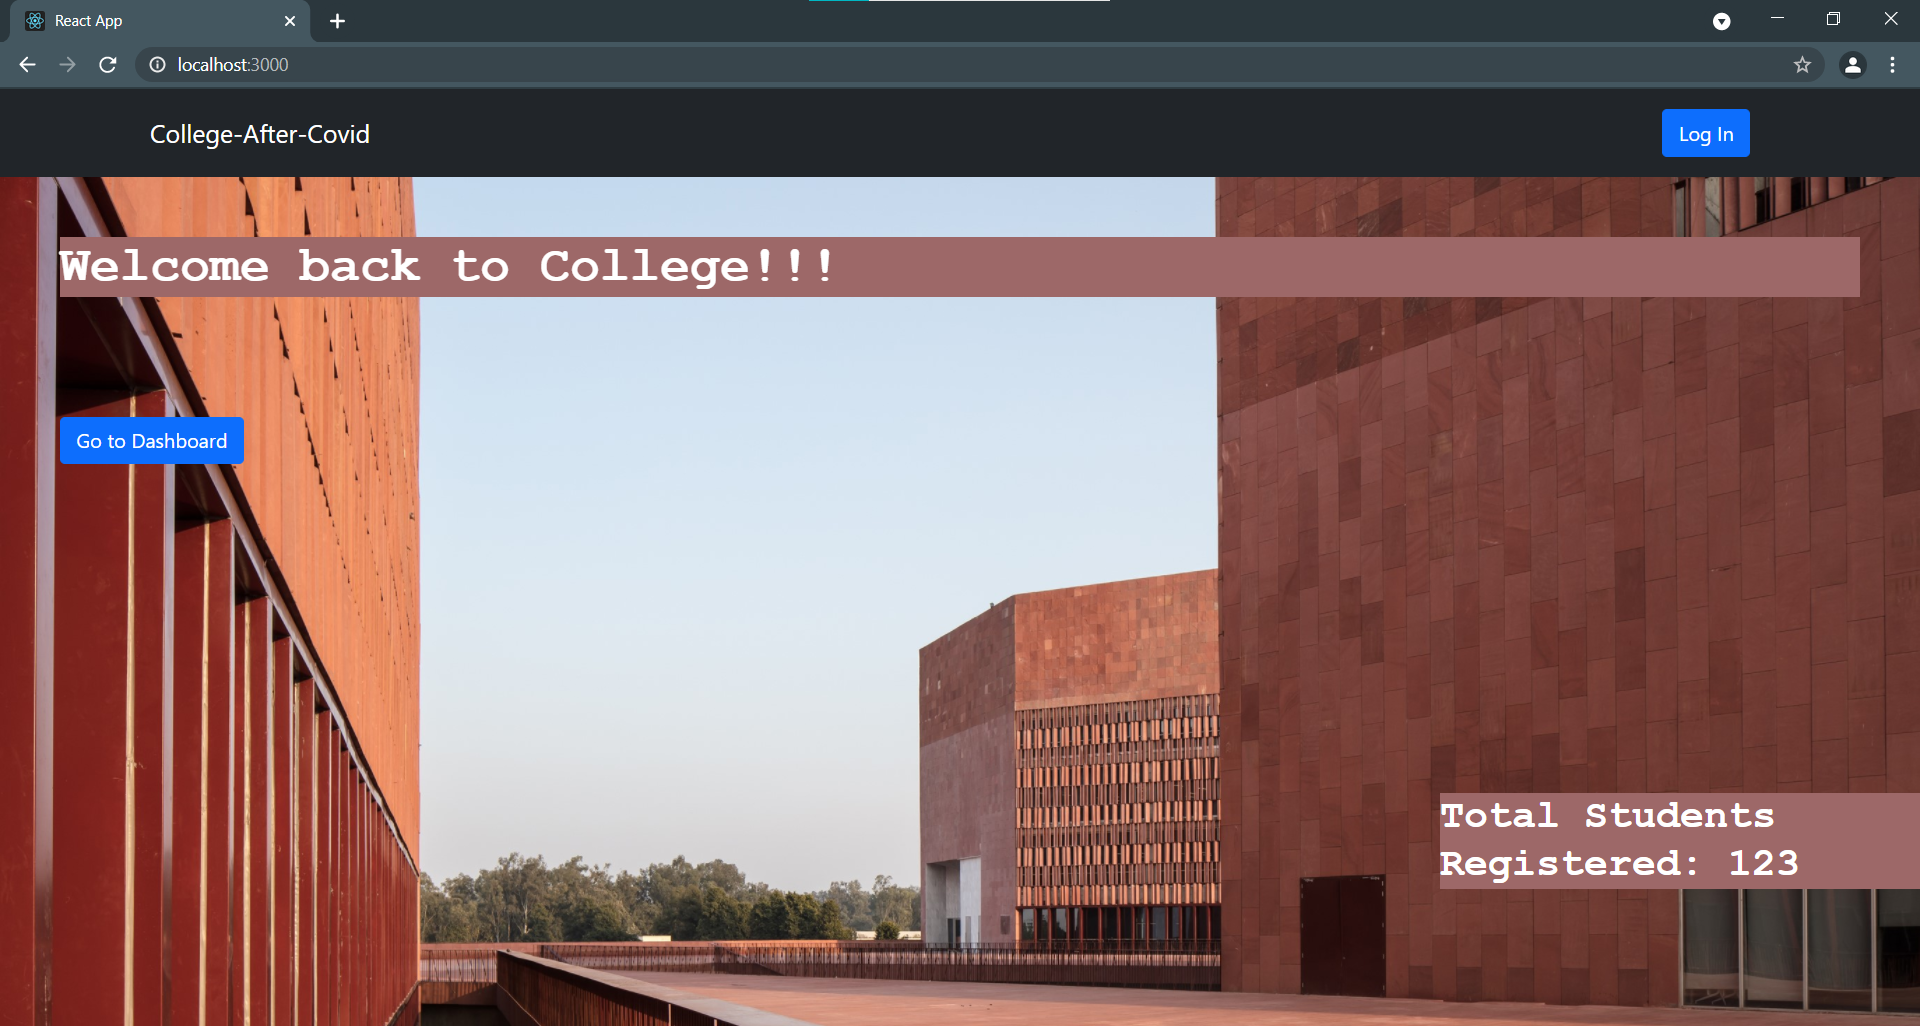 React App
localhost:3000
College-After-Covid
Log In
Welcome back to College!!!
Go to Dashboard
Total Students
Registered: 123